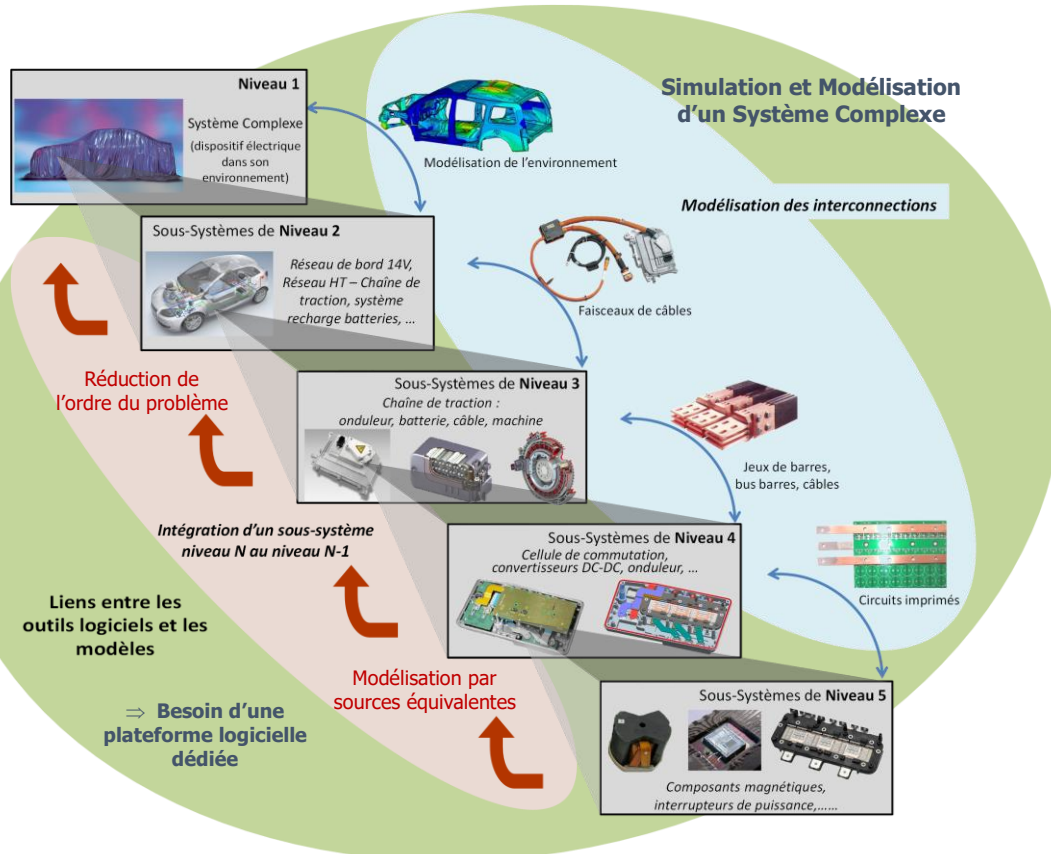 Simulation et Modélisation
d'un Système Complexe
Niveau 1
Système Complexe
(dispositif électrique
dans son
environnement)
Modélisation de l'environnement
Modélisation des interconnections
Sous-Systèmes de Niveau 2
Réseau de bord 14V,
Réseau HT – Chaîne de
traction, système
recharge batteries, …
Faisceaux de câbles
Sous-Systèmes de Niveau 3
Chaîne de traction :
onduleur, batterie, câble, machine
Réduction de
l'ordre du problème
Jeux de barres,
bus barres, câbles
Intégration d'un sous-système
niveau N au niveau N-1
Sous-Systèmes de Niveau 4
Cellule de commutation,
convertisseurs DC-DC, onduleur, …
Circuits imprimés
Liens entre les
outils logiciels et les
modèles
Modélisation par
sources équivalentes
⇒ Besoin d'une
plateforme logicielle
dédiée
Sous-Systèmes de Niveau 5
Composants magnétiques,
interrupteurs de puissance,……